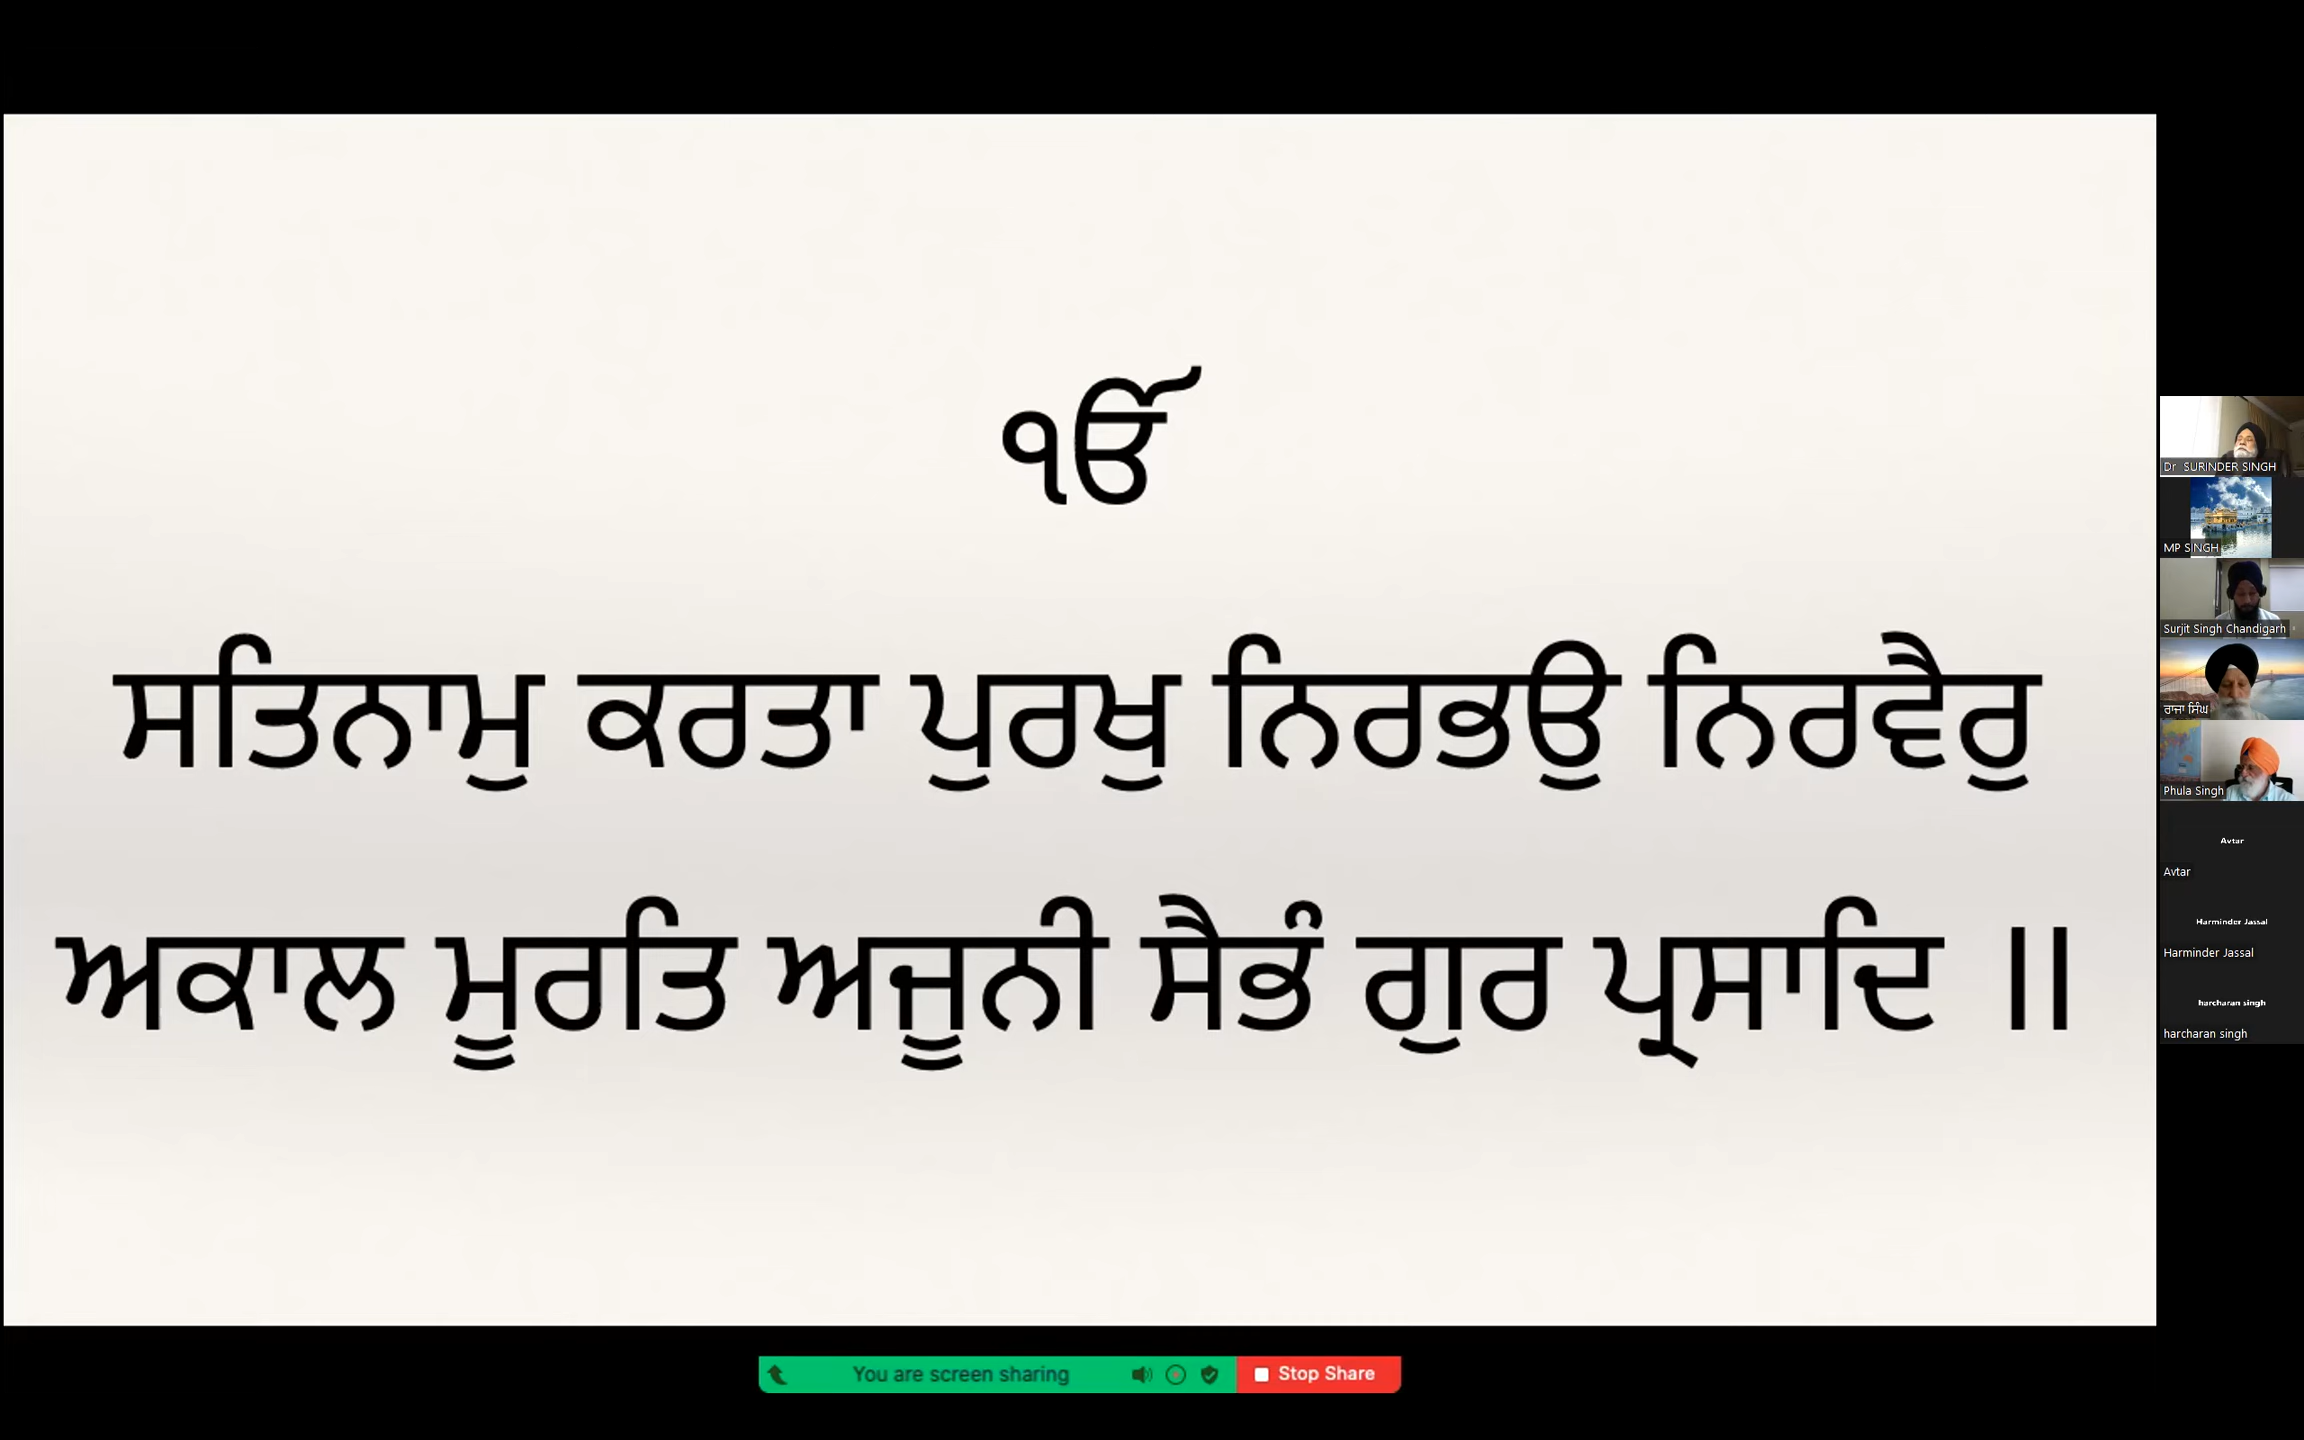 ੴ
ਸਤਿਨਾਮੁ ਕਰਤਾ ਪੁਰਖੁ ਨਿਰਭਉ ਨਿਰਵੈਰੁ
ਅਕਾਲ ਮੂਰਤਿ ਅਜੂਨੀ ਸੈਭੰ ਗੁਰ ਪ੍ਰਸਾਦਿ ॥
Dr SURINDER SINGH
MP SINGH
Surjit Singh Chandigarh
ਰਾਜਾ ਸਿੰਘ
Phula Singh
Avtar
Avtar
Harminder Jassal
Harminder Jassal
harcharan singh
harcharan singh
You are screen sharing
Stop Share